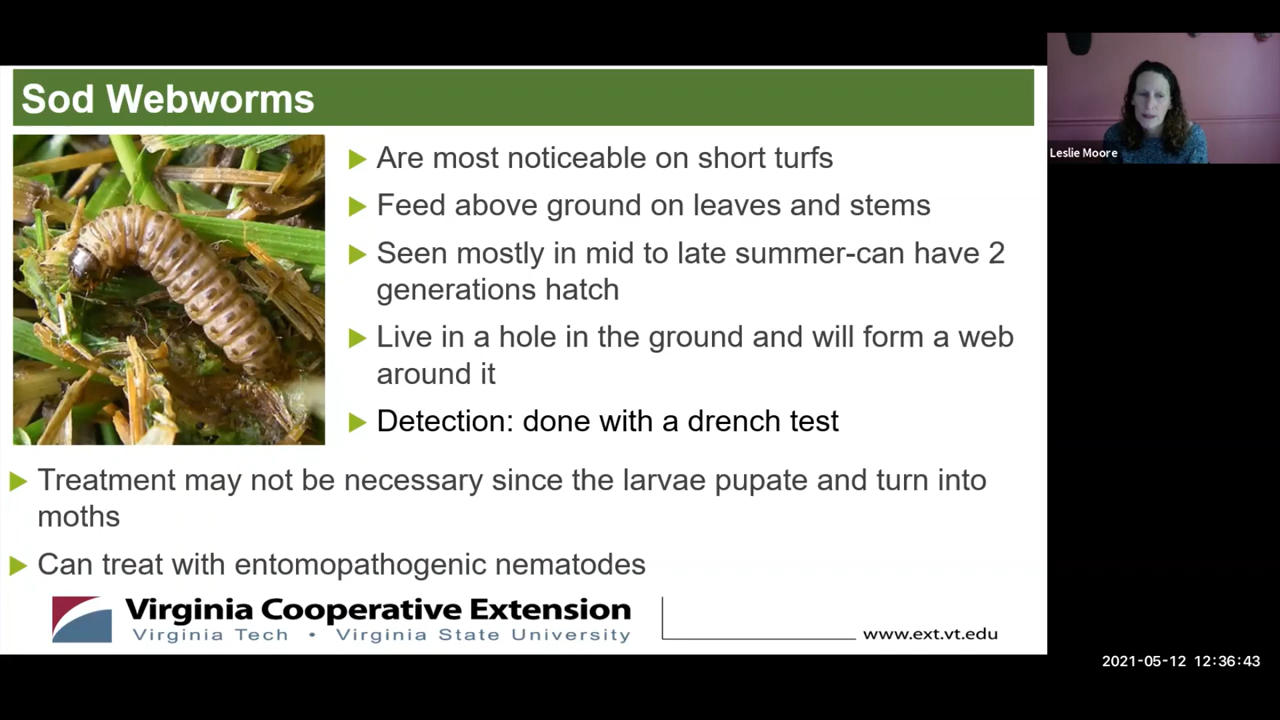 Sod Webworms
Are most noticeable on short turfs
Feed above ground on leaves and stems
Seen mostly in mid to late summer-can have 2
generations hatch
Live in a hole in the ground and will form a web
around it
Detection: done with a drench test
Treatment may not be necessary since the larvae pupate and turn into
moths
Can treat with entomopathogenic nematodes
Virginia Cooperative Extension
Virginia Tech • Virginia State University
www.ext.vt.edu
Leslie Moore
2021-05-12 12:36:43